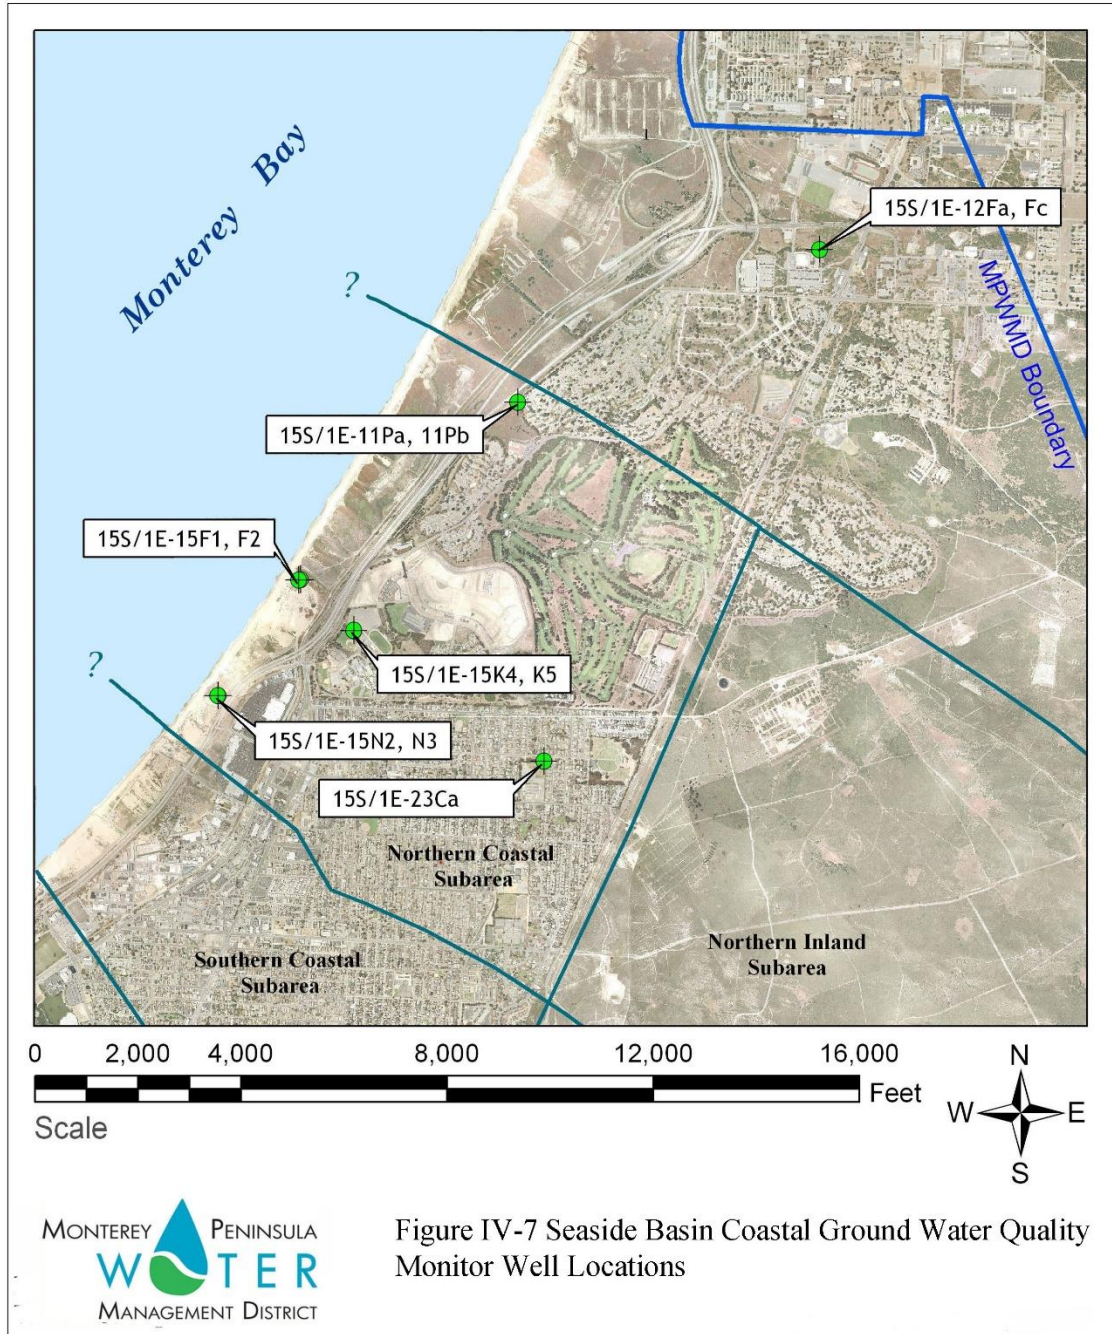 Monterey Bay
15S/1E-12Fa, Fc
MPWMD Boundary
?
15S/1E-11Pa, 11Pb
15S/1E-15F1, F2
?
15S/1E-15K4, K5
15S/1E-15N2, N3
15S/1E-23Ca
Northern Coastal
Subarea
Northern Inland
Subarea
Southern Coastal
Subarea
0 2,000 4,000 8,000 12,000 16,000
Feet
Scale
N
W E
S
MONTEREY PENINSULA
WATER
MANAGEMENT DISTRICT
Figure IV-7 Seaside Basin Coastal Ground Water Quality
Monitor Well Locations